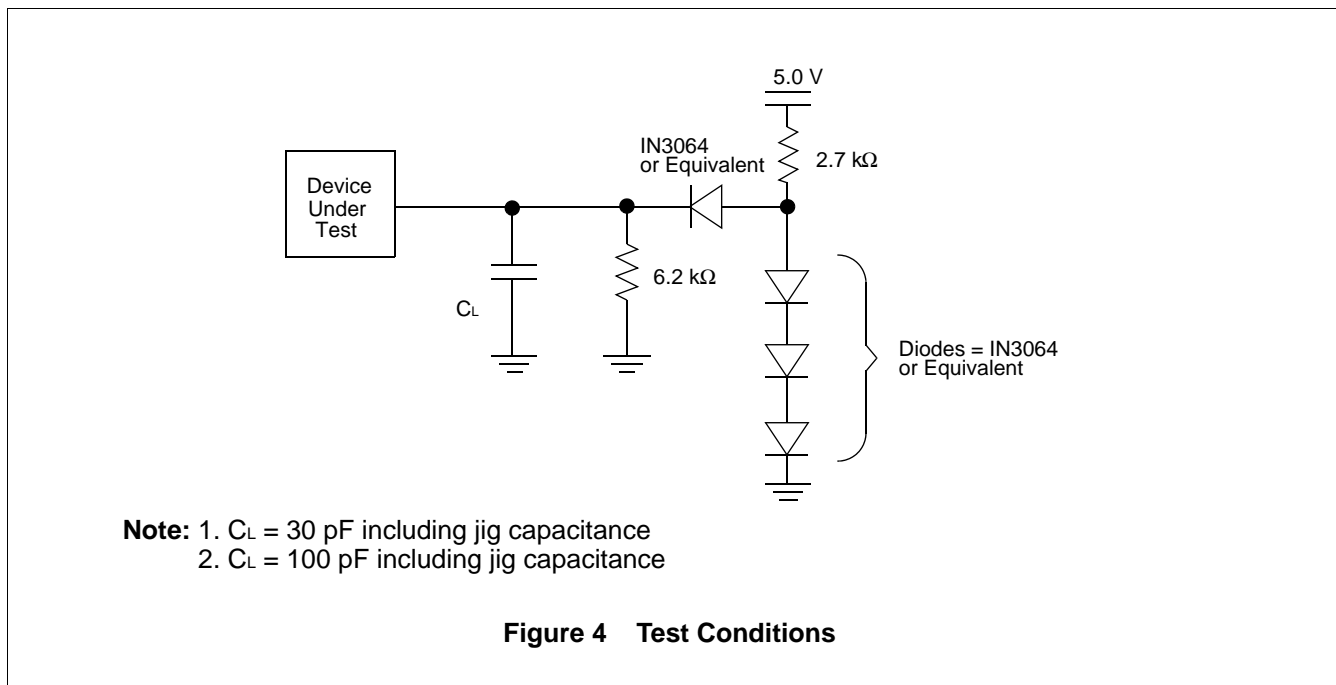 5.0 V
IN3064
or Equivalent
2.7 kΩ
Device
Under
Test
6.2 kΩ
CL
Diodes = IN3064
or Equivalent
Note: 1. CL = 30 pF including jig capacitance
2. CL = 100 pF including jig capacitance
Figure 4 Test Conditions